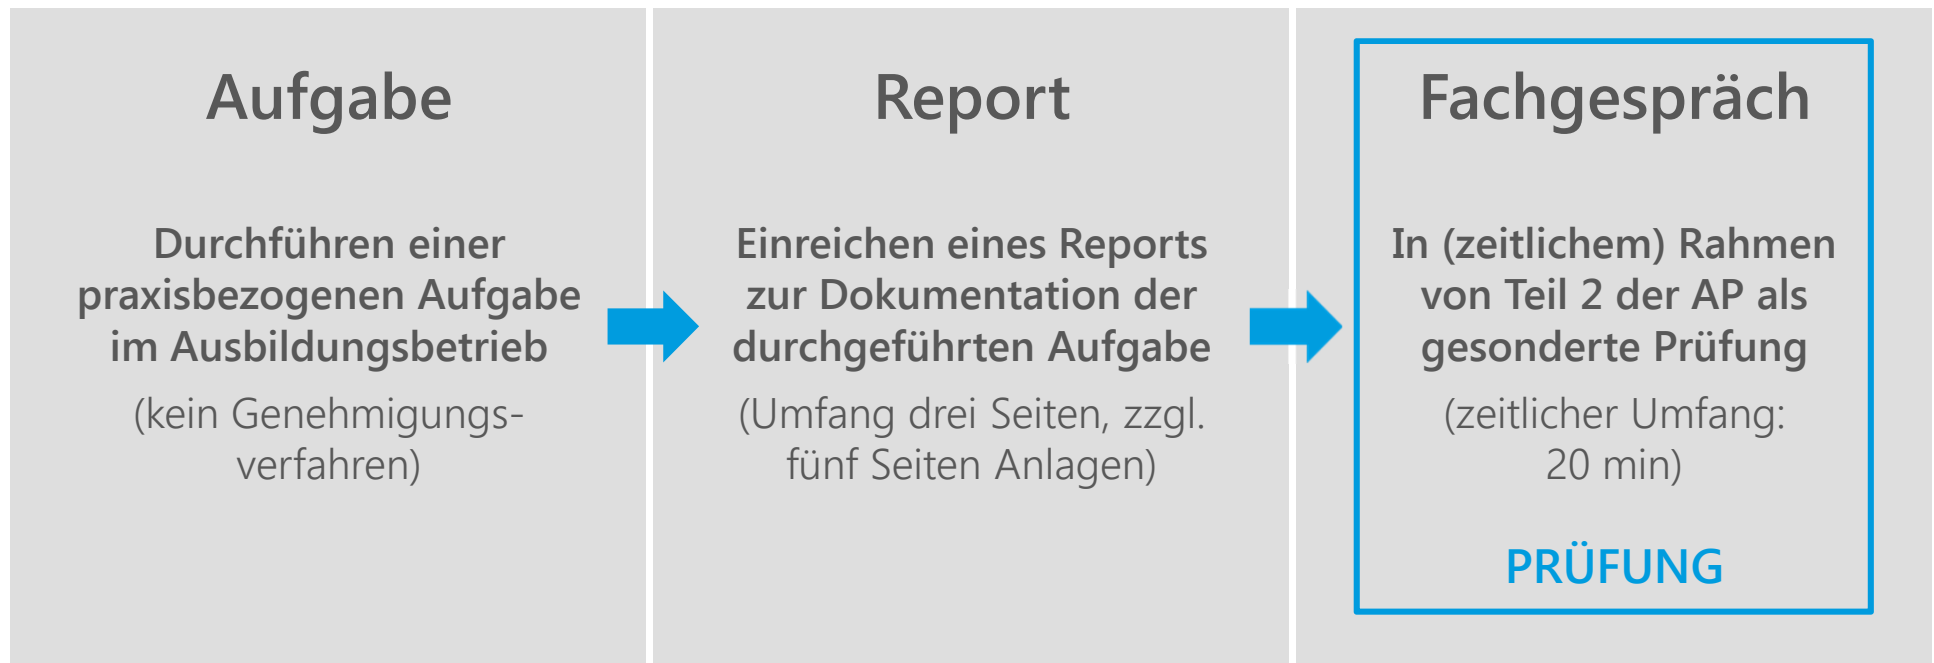 Aufgabe
Durchführen einer
praxisbezogenen Aufgabe
im Ausbildungsbetrieb
(kein Genehmigungs-
verfahren)
Report
Einreichen eines Reports
zur Dokumentation der
durchgeführten Aufgabe
(Umfang drei Seiten, zzgl.
fünf Seiten Anlagen)
Fachgespräch
In (zeitlichem) Rahmen
von Teil 2 der AP als
gesonderte Prüfung
(zeitlicher Umfang:
20 min)
PRÜFUNG